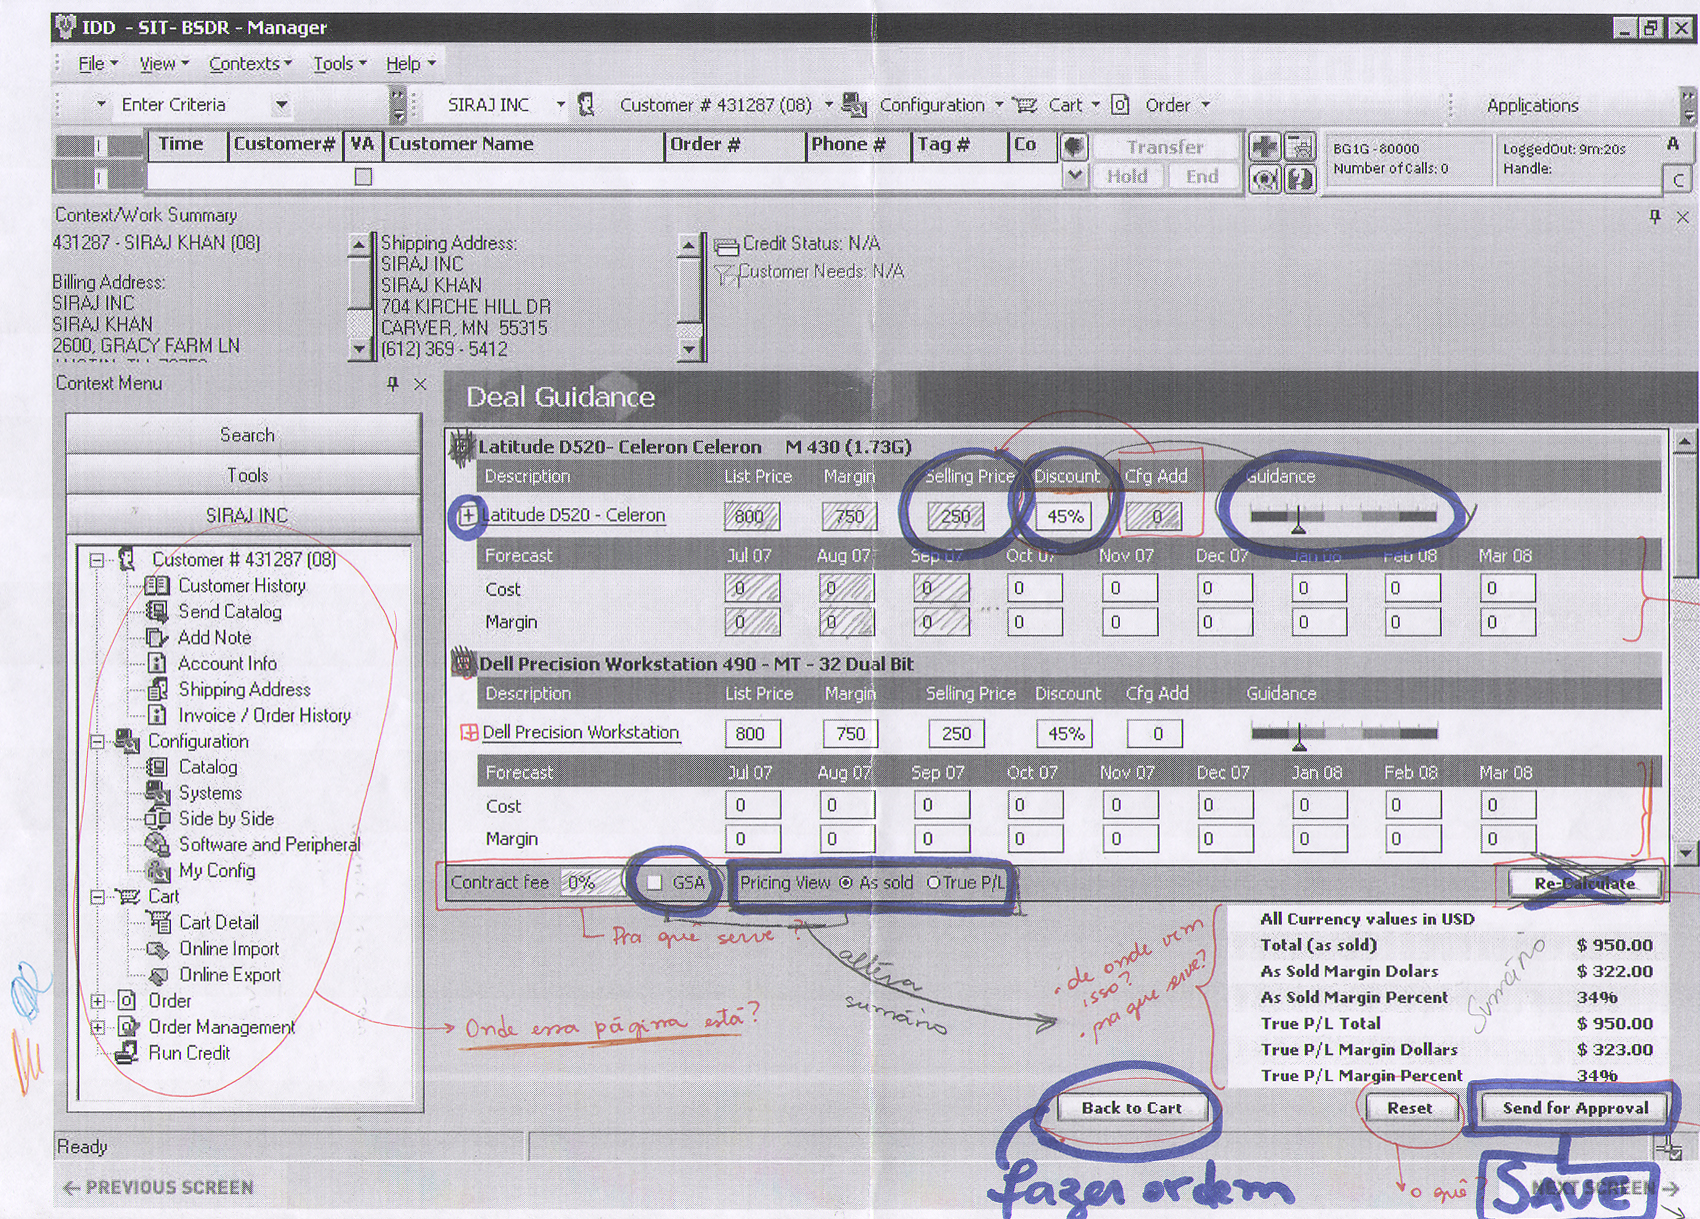 IDD - SIT- BSDR - Manager
File View Contexts Tools Help
Enter Criteria SIRAJ INC Customer # 431287 (08) Configuration Cart Order Applications
Time Customer# VA Customer Name Order # Phone # Tag # Co
Transfer
Hold End
BG1G - 80000
Number of Calls: 0
LoggedOut: 9m:20s
Handle:
A
C
Context/Work Summary
431287 - SIRAJ KHAN (08)
Billing Address:
SIRAJ INC
SIRAJ KHAN
2600, GRACY FARM LN
Shipping Address:
SIRAJ INC
SIRAJ KHAN
704 KIRCHE HILL DR
CARVER, MN 55315
(612) 369 - 5412
Credit Status: N/A
Customer Needs: N/A
Context Menu
Search
Tools
SIRAJ INC
Customer # 431287 (08)
Customer History
Send Catalog
Add Note
Account Info
Shipping Address
Invoice / Order History
Configuration
Catalog
Systems
Side by Side
Software and Peripheral
My Config
Cart
Cart Detail
Online Import
Online Export
Order
Order Management
Run Credit
Deal Guidance
Latitude D520- Celeron Celeron M 430 (1.73G)
Description List Price Margin Selling Price Discount Cfg Add Guidance
Latitude D520 - Celeron 800 750 250 45% 0
Forecast Jul 07 Aug 07 Sep 07 Oct 07 Nov 07 Dec 07 Jan 08 Feb 08 Mar 08
Cost 0 0 0 0 0 0 0 0 0
Margin 0 0 0 ... 0 0 0 0 0 0
Dell Precision Workstation 490 - MT - 32 Dual Bit
Description List Price Margin Selling Price Discount Cfg Add Guidance
Dell Precision Workstation 800 750 250 45% 0
Forecast Jul 07 Aug 07 Sep 07 Oct 07 Nov 07 Dec 07 Jan 08 Feb 08 Mar 08
Cost 0 0 0 0 0 0 0 0 0
Margin 0 0 0 0 0 0 0 0 0
Contract fee 0% GSA Pricing View As sold True P/L Re-Calculate
Pra que serve?
altera
sumário
• de onde vem
isso?
• pra que serve?
Onde essa página está?
All Currency values in USD
Total (as sold) $ 950.00
As Sold Margin Dolars $ 322.00
As Sold Margin Percent 34%
True P/L Total $ 950.00
True P/L Margin Dollars $ 323.00
True P/L Margin Percent 34%
Sumário
Back to Cart Reset Send for Approval
fazer ordem
o quê
SAVE
Ready
← PREVIOUS SCREEN
NEXT SCREEN →